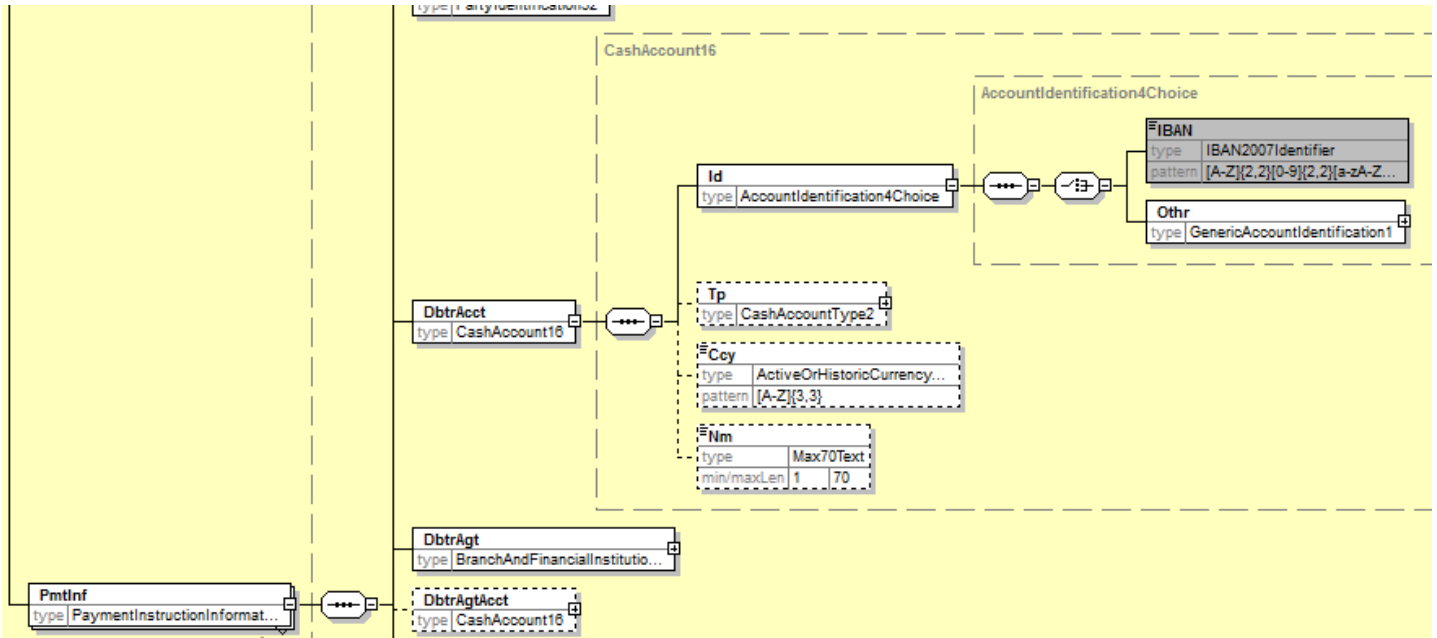 type PartyIdentification32
CashAccount16
AccountIdentification4Choice
IBAN
type IBAN2007Identifier
pattern [A-Z]{2,2}[0-9]{2,2}[a-zA-Z...
Id
type AccountIdentification4Choice
Othr
type GenericAccountIdentification1
Tp
type CashAccountType2
DbtrAcct
type CashAccount16
Ccy
type ActiveOrHistoricCurrency...
pattern [A-Z]{3,3}
Nm
type Max70Text
min/maxLen 1 70
DbtrAgt
type BranchAndFinancialInstitutio...
PmtInf
type PaymentInstructionInformat...
DbtrAgtAcct
type CashAccount16